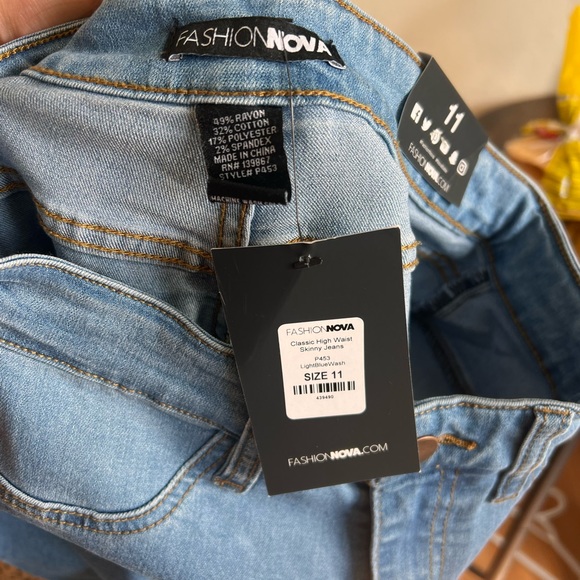 FASHIONNOVA
49% RAYON
32% COTTON
17% POLYESTER
2% SPANDEX
MADE IN CHINA
RN# 139867
STYLE# P453
11
FASHIONNOVA.COM
FASHIONNOVA
Classic High Waist
Skinny Jeans
P453
LightBlueWash
SIZE 11
FASHIONNOVA.COM